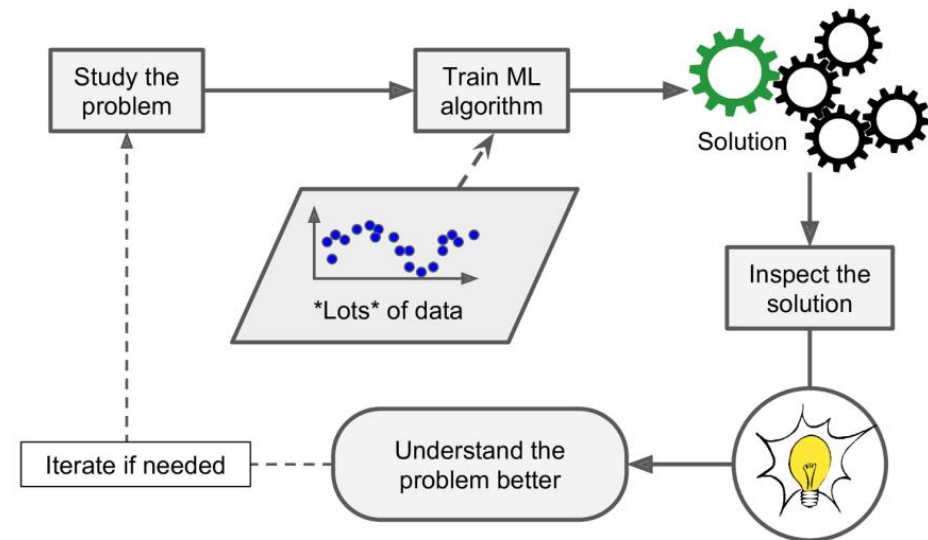 Study the
problem
Train ML
algorithm
Solution
*Lots* of data
Inspect the
solution
Understand the
problem better
Iterate if needed